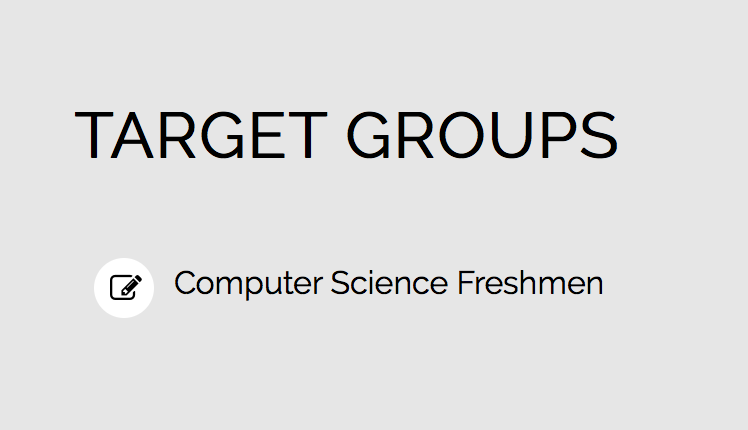 TARGET GROUPS
Computer Science Freshmen